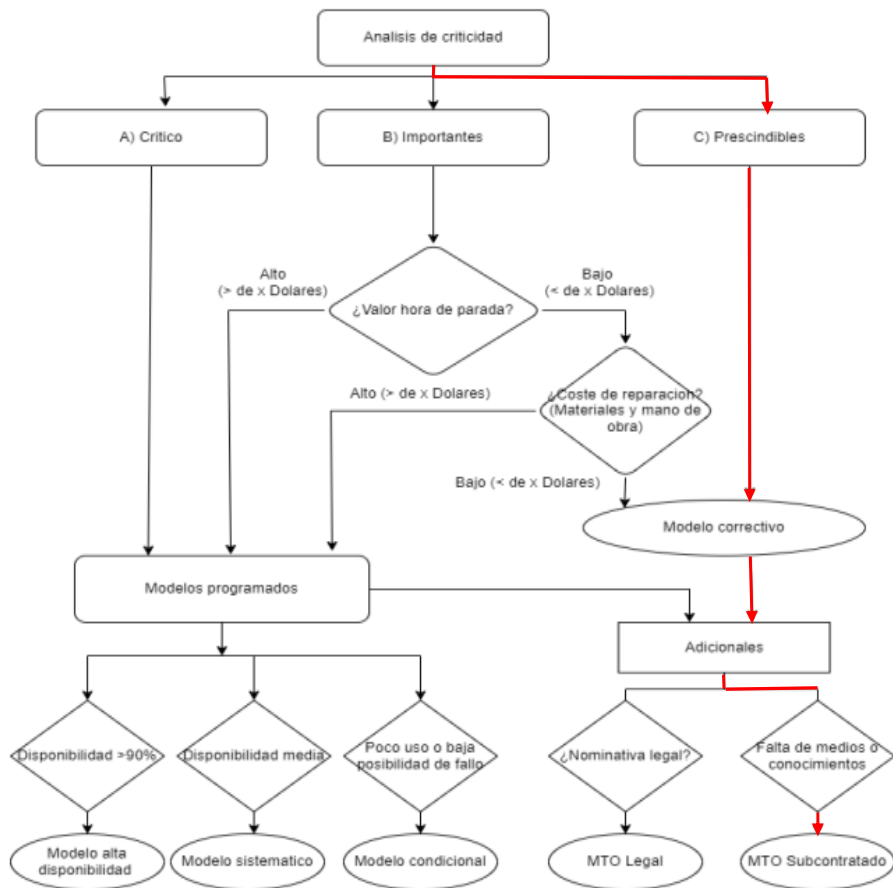 Analisis de criticidad
A) Critico
B) Importantes
C) Prescindibles
Alto
(> de x Dolares)
Bajo
(< de x Dolares)
¿Valor hora de parada?
Alto (> de x Dolares)
¿Coste de reparacion?
(Materiales y mano de
obra)
Bajo (< de x Dolares)
Modelo correctivo
Modelos programados
Adicionales
Disponibilidad >90%
Disponibilidad media
Poco uso o baja
posibilidad de fallo
¿Nominativa legal?
Falta de medios o
conocimientos
Modelo alta
disponibilidad
Modelo sistematico
Modelo condicional
MTO Legal
MTO Subcontratado